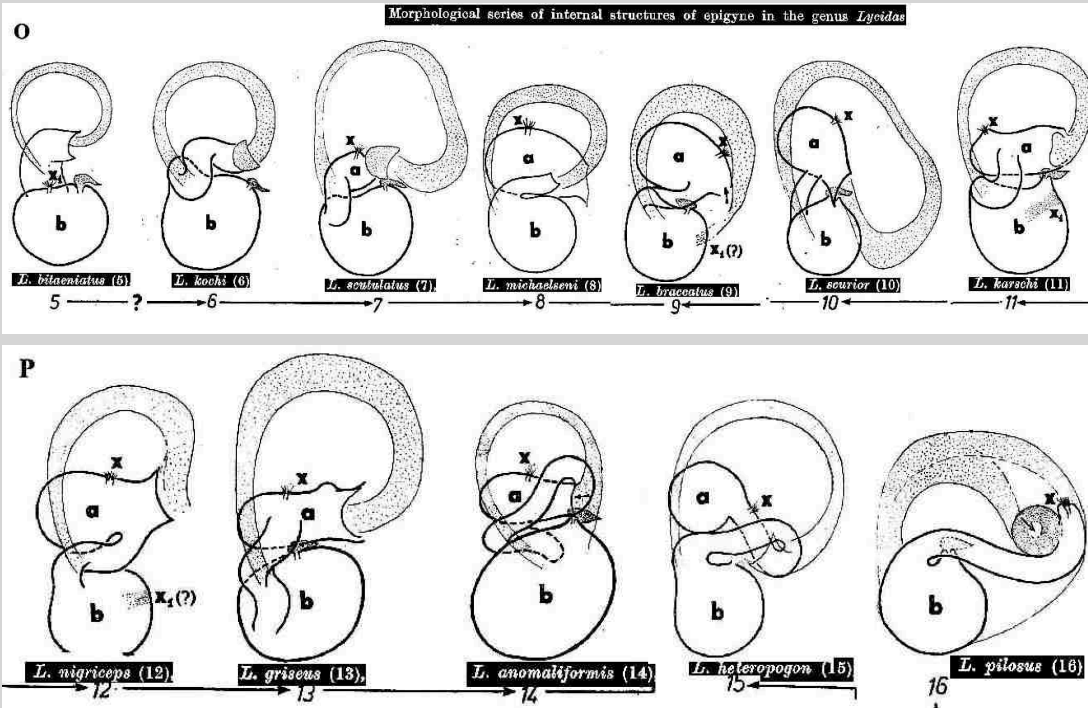 Morphological series of internal structures of epigyne in the genus Lycidas
O
x₁ b
b
x a b
x a b
a x b x₁(?)
x a b
x a b x₁
L. bitaeniatus (5) L. kochi (6) L. scutulatus (7), L. michaelseni (8) L. braccatus (9) L. scurior (10) L. karschi (11)
5 ? 6 7 8 9 10 11
P
x a b x₁(?)
x a b
x a b
a x b
x b
L. nigriceps (12), L. griseus (13), L. anomaliformis (14) L. heteropogon (15) L. pilosus (16)
12 13 14 15 16